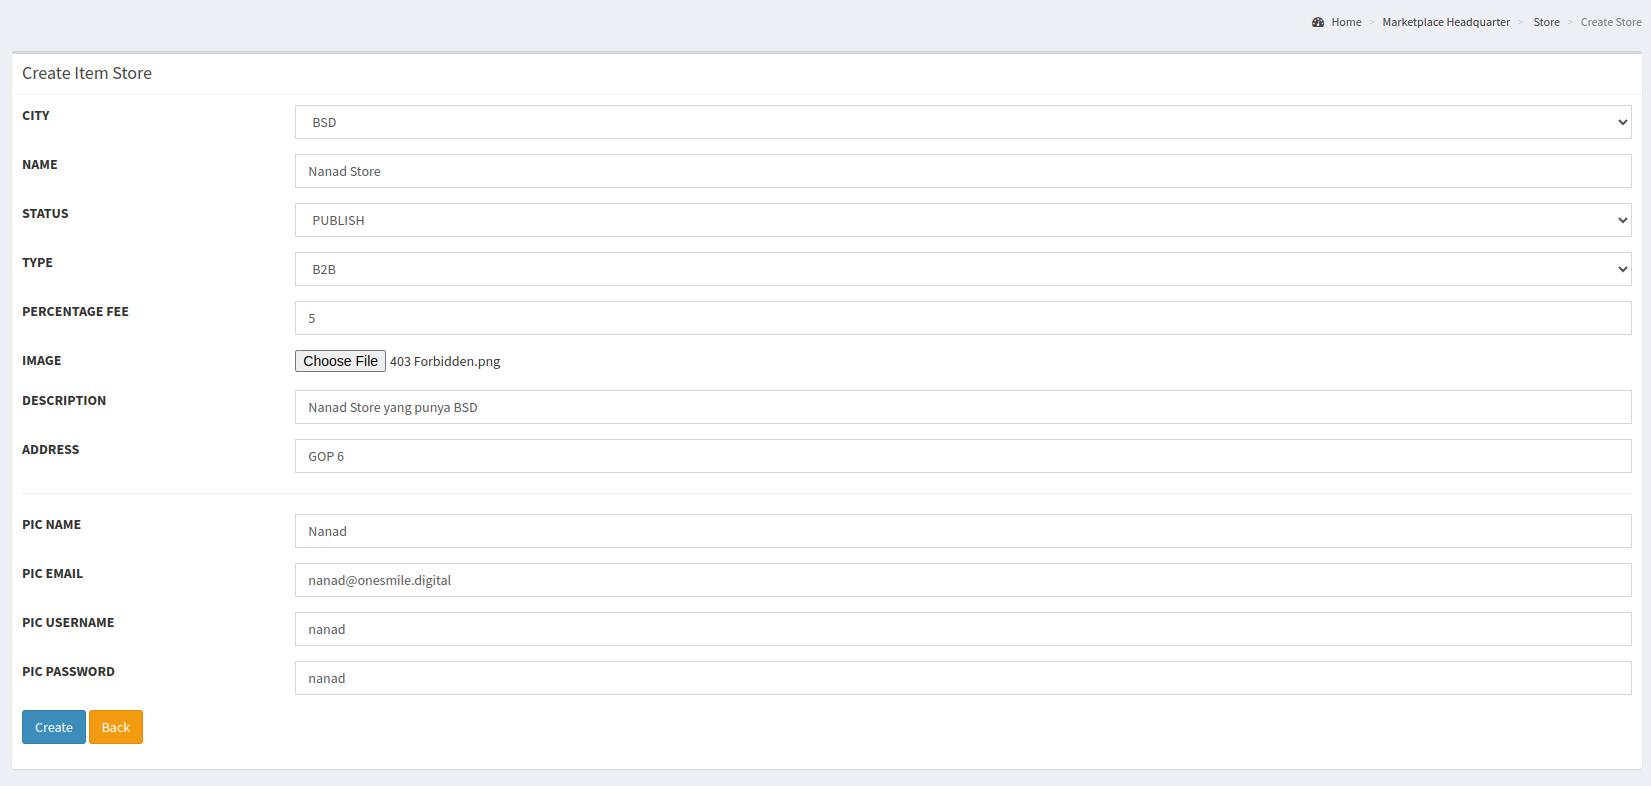 Home > Marketplace Headquarter > Store > Create Store
Create Item Store
CITY BSD
NAME Nanad Store
STATUS PUBLISH
TYPE B2B
PERCENTAGE FEE 5
IMAGE Choose File 403 Forbidden.png
DESCRIPTION Nanad Store yang punya BSD
ADDRESS GOP 6
PIC NAME Nanad
PIC EMAIL nanad@onesmile.digital
PIC USERNAME nanad
PIC PASSWORD nanad
Create Back